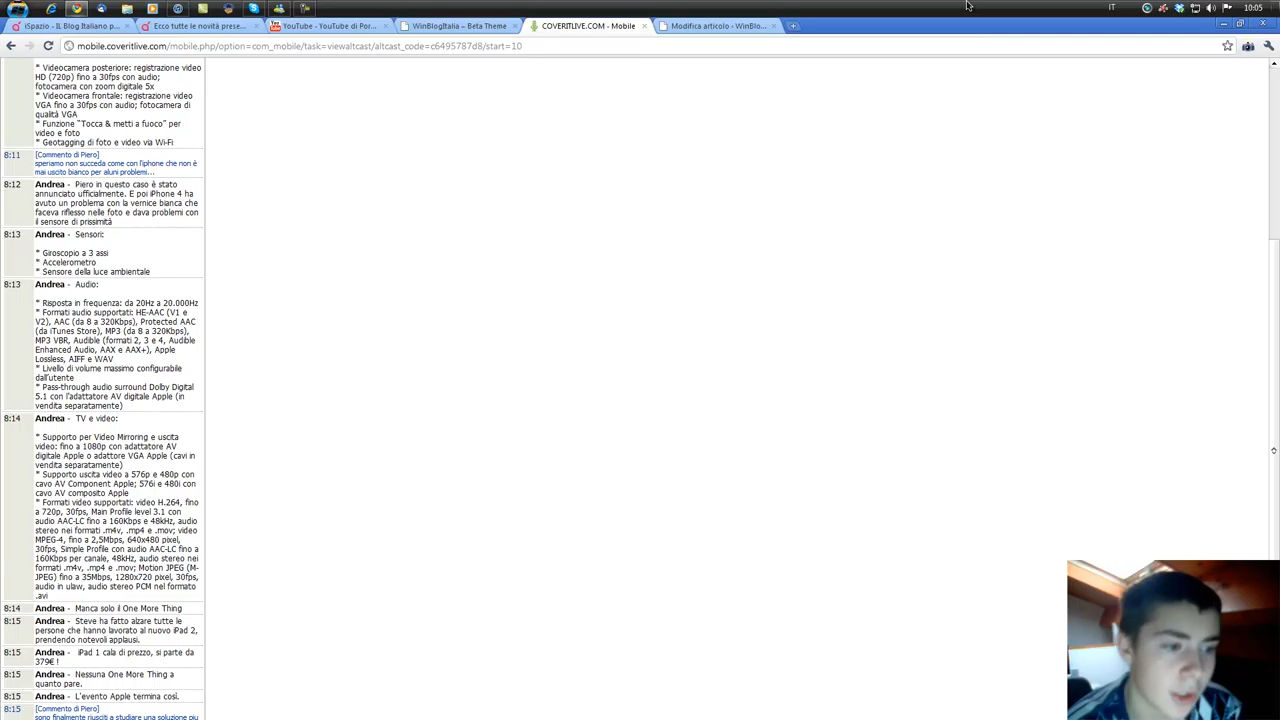 IT
10:05
iSpazio - IL Blog Italiano p...
Ecco tutte le novità prese...
YouTube - YouTube di Por...
WinBlogItalia — Beta Theme
COVERITLIVE.COM - Mobile
Modifica articolo - WinBlo...
mobile.coveritlive.com/mobile.php/option=com_mobile/task=viewaltcast/altcast_code=c6495787d8/start=10
* Videocamera posteriore: registrazione video
HD (720p) fino a 30fps con audio;
fotocamera con zoom digitale 5x
* Videocamera frontale: registrazione video
VGA fino a 30fps con audio; fotocamera di
qualità VGA
* Funzione "Tocca & metti a fuoco" per
video e foto
* Geotagging di foto e video via Wi-Fi
8:11 [Commento di Piero]
speriamo non succeda come con l'iphone che non è
mai uscito bianco per aluni problemi...
8:12 Andrea - Piero in questo caso è stato
annunciato ufficialmente. E poi iPhone 4 ha
avuto un problema con la vernice bianca che
faceva riflesso nelle foto e dava problemi con
il sensore di prissimità
8:13 Andrea - Sensori:
* Giroscopio a 3 assi
* Accelerometro
* Sensore della luce ambientale
8:13 Andrea - Audio:
* Risposta in frequenza: da 20Hz a 20.000Hz
* Formati audio supportati: HE-AAC (V1 e
V2), AAC (da 8 a 320Kbps), Protected AAC
(da iTunes Store), MP3 (da 8 a 320Kbps),
MP3 VBR, Audible (formati 2, 3 e 4, Audible
Enhanced Audio, AAX e AAX+), Apple
Lossless, AIFF e WAV
* Livello di volume massimo configurabile
dall'utente
* Pass-through audio surround Dolby Digital
5.1 con l'adattatore AV digitale Apple (in
vendita separatamente)
8:14 Andrea - TV e video:
* Supporto per Video Mirroring e uscita
video: fino a 1080p con adattatore AV
digitale Apple o adattore VGA Apple (cavi in
vendita separatamente)
* Supporto uscita video a 576p e 480p con
cavo AV Component Apple; 576i e 480i con
cavo AV composito Apple
* Formati video supportati: video H.264, fino
a 720p, 30fps, Main Profile level 3.1 con
audio AAC-LC fino a 160Kbps e 48kHz, audio
stereo nei formati .m4v, .mp4 e .mov; video
MPEG-4, fino a 2,5Mbps, 640x480 pixel,
30fps, Simple Profile con audio AAC-LC fino a
160Kbps per canale, 48kHz, audio stereo nei
formati .m4v, .mp4 e .mov; Motion JPEG (M-
JPEG) fino a 35Mbps, 1280x720 pixel, 30fps,
audio in ulaw, audio stereo PCM nel formato
.avi
8:14 Andrea - Manca solo il One More Thing
8:15 Andrea - Steve ha fatto alzare tutte le
persone che hanno lavorato al nuovo iPad 2,
prendendo notevoli applausi.
8:15 Andrea - iPad 1 cala di prezzo, si parte da
379€ !
8:15 Andrea - Nessuna One More Thing a
quanto pare.
8:15 Andrea - L'evento Apple termina così.
8:15 [Commento di Piero]
sono finalmente riusciti a studiare una soluzione piu